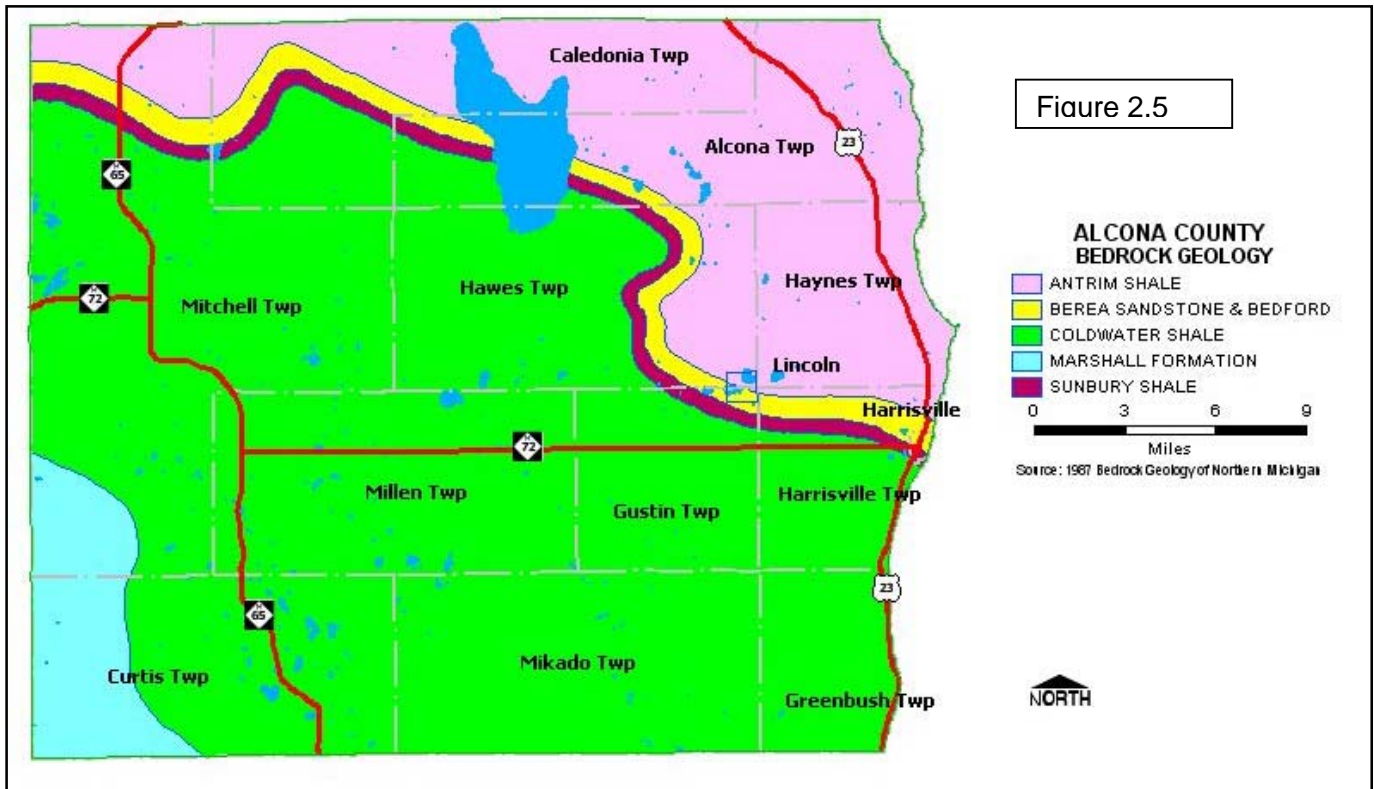 Caledonia Twp
Figure 2.5
Alcona Twp
23
M
65
ALCONA COUNTY
BEDROCK GEOLOGY
ANTRIM SHALE
BEREA SANDSTONE & BEDFORD
COLDWATER SHALE
MARSHALL FORMATION
SUNBURY SHALE
0 3 6 9
Miles
Source: 1987 Bedrock Geology of Northern Michigan
Haynes Twp
Hawes Twp
M
72
Mitchell Twp
Lincoln
Harrisville
M
72
Millen Twp
Gustin Twp
Harrisville Twp
23
M
65
Mikado Twp
Curtis Twp
Greenbush Twp
NORTH